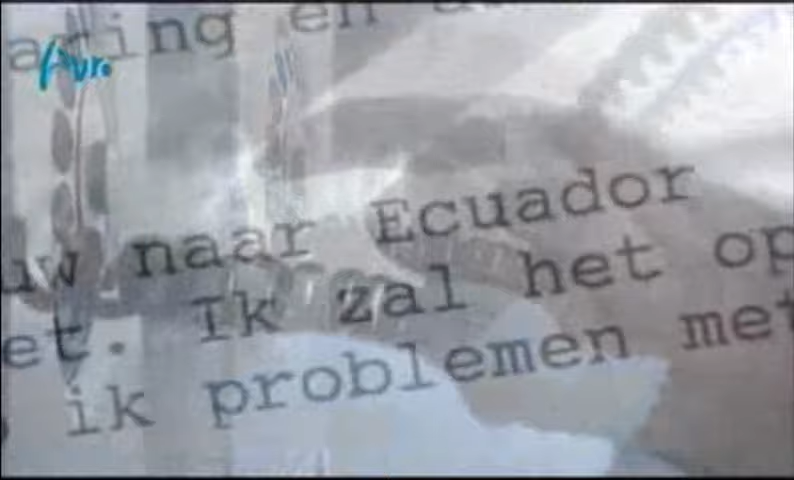 Avro
aring en
uw naar Ecuador
et. Ik zal het op
ik problemen met